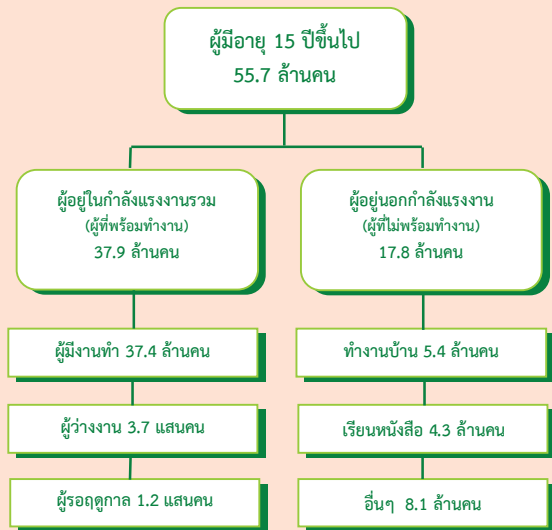 ผู้มีอายุ 15 ปีขึ้นไป
55.7 ล้านคน
ผู้อยู่ในกำลังแรงงานรวม
(ผู้ที่พร้อมทำงาน)
37.9 ล้านคน
ผู้อยู่นอกกำลังแรงงาน
(ผู้ที่ไม่พร้อมทำงาน)
17.8 ล้านคน
ผู้มีงานทำ 37.4 ล้านคน
ทำงานบ้าน 5.4 ล้านคน
ผู้ว่างงาน 3.7 แสนคน
เรียนหนังสือ 4.3 ล้านคน
ผู้รอฤดูกาล 1.2 แสนคน
อื่นๆ 8.1 ล้านคน